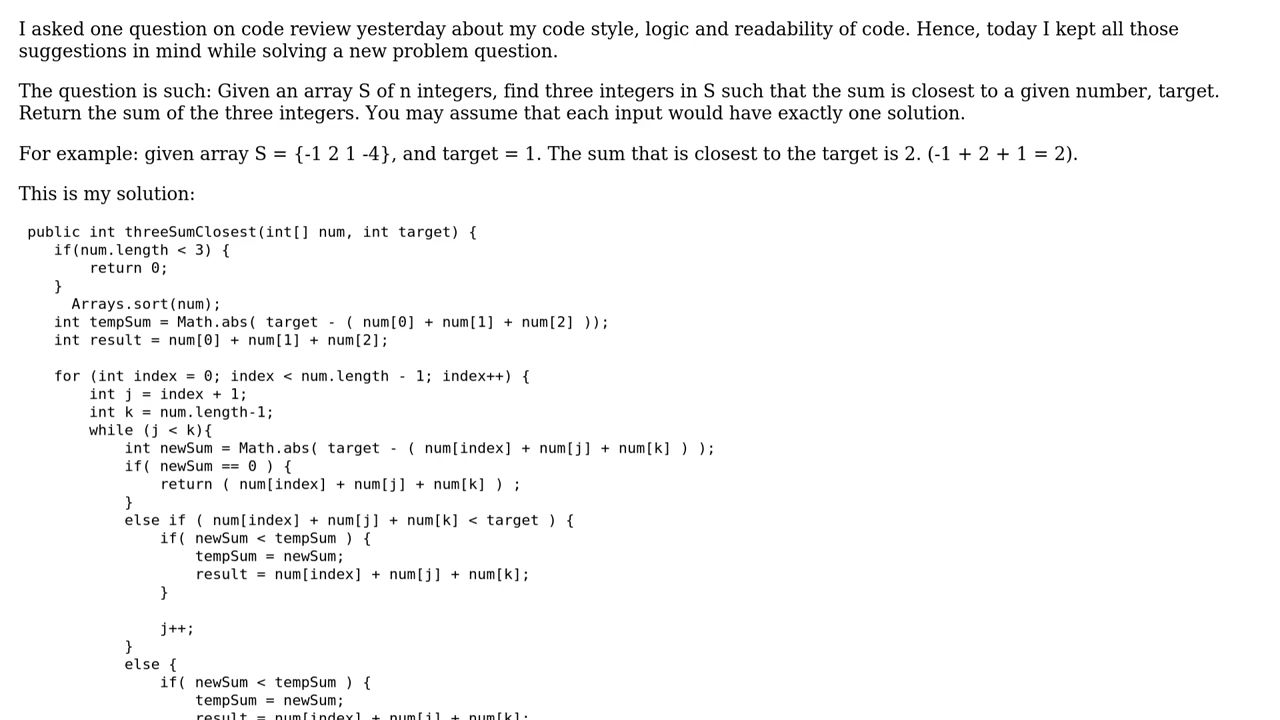 I asked one question on code review yesterday about my code style, logic and readability of code. Hence, today I kept all those
suggestions in mind while solving a new problem question.
The question is such: Given an array S of n integers, find three integers in S such that the sum is closest to a given number, target.
Return the sum of the three integers. You may assume that each input would have exactly one solution.
For example: given array S = {-1 2 1 -4}, and target = 1. The sum that is closest to the target is 2. (-1 + 2 + 1 = 2).
This is my solution:
public int threeSumClosest(int[] num, int target) {
if(num.length < 3) {
return 0;
}
Arrays.sort(num);
int tempSum = Math.abs( target - ( num[0] + num[1] + num[2] ));
int result = num[0] + num[1] + num[2];
for (int index = 0; index < num.length - 1; index++) {
int j = index + 1;
int k = num.length-1;
while (j < k){
int newSum = Math.abs( target - ( num[index] + num[j] + num[k] ) );
if( newSum == 0 ) {
return ( num[index] + num[j] + num[k] ) ;
}
else if ( num[index] + num[j] + num[k] < target ) {
if( newSum < tempSum ) {
tempSum = newSum;
result = num[index] + num[j] + num[k];
}
j++;
}
else {
if( newSum < tempSum ) {
tempSum = newSum;
result = num[index] + num[j] + num[k];